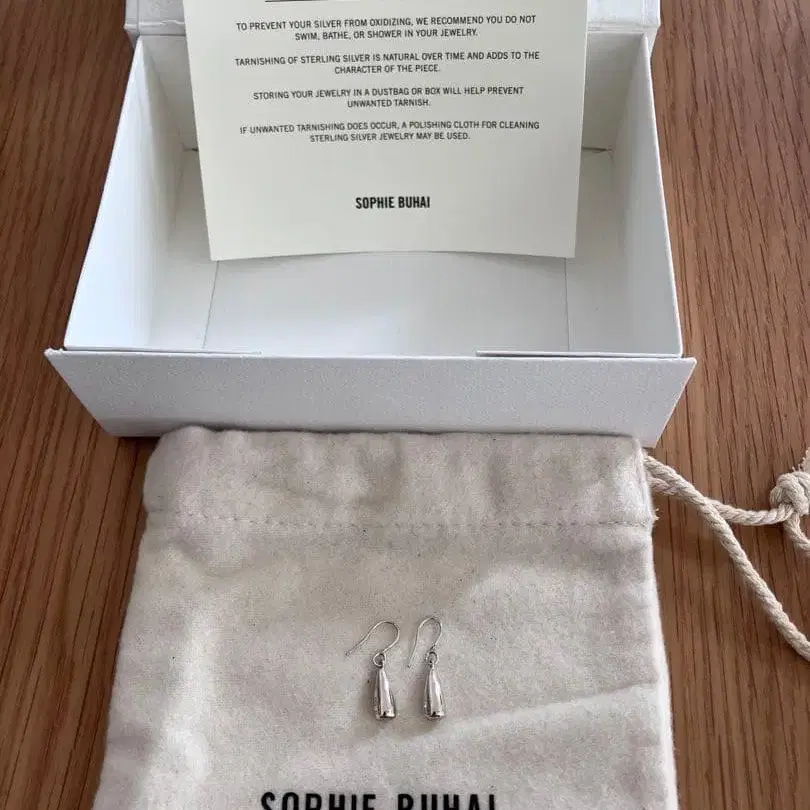 TO PREVENT YOUR SILVER FROM OXIDIZING, WE RECOMMEND YOU DO NOT
SWIM, BATHE, OR SHOWER IN YOUR JEWELRY.
TARNISHING OF STERLING SILVER IS NATURAL OVER TIME AND ADDS TO THE
CHARACTER OF THE PIECE.
STORING YOUR JEWELRY IN A DUSTBAG OR BOX WILL HELP PREVENT
UNWANTED TARNISH.
IF UNWANTED TARNISHING DOES OCCUR, A POLISHING CLOTH FOR CLEANING
STERLING SILVER JEWELRY MAY BE USED.
SOPHIE BUHAI
SOPHIE BUHAI